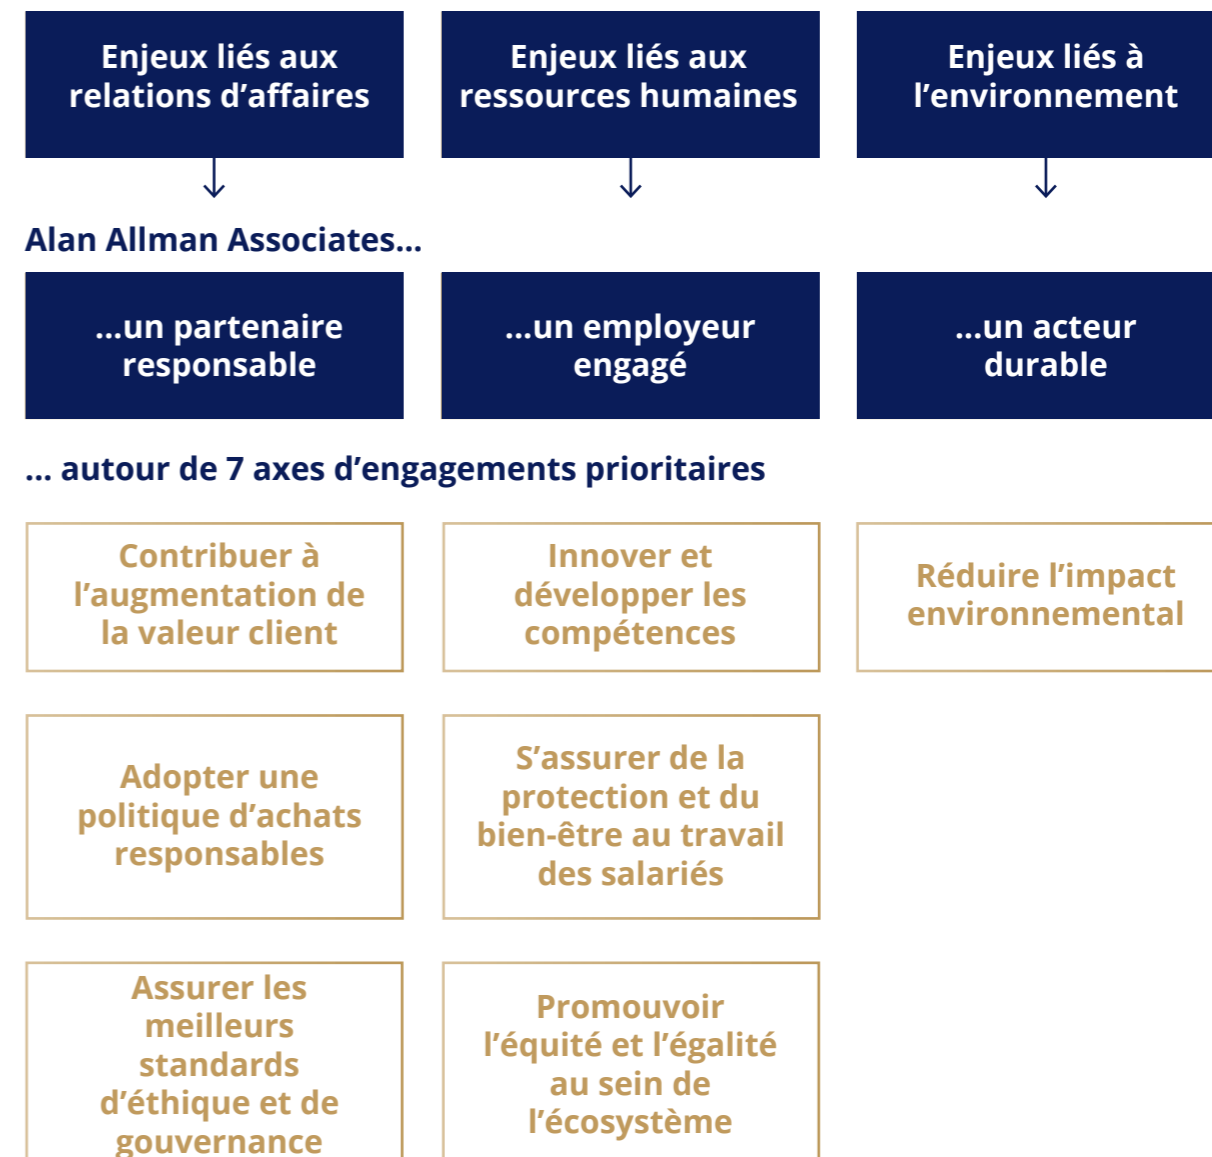 Enjeux liés aux
relations d’affaires
Enjeux liés aux
ressources humaines
Enjeux liés à
l’environnement
Alan Allman Associates...
...un partenaire
responsable
...un employeur
engagé
...un acteur
durable
... autour de 7 axes d’engagements prioritaires
Contribuer à
l’augmentation de
la valeur client
Innover et
développer les
compétences
Réduire l’impact
environnemental
Adopter une
politique d’achats
responsables
S’assurer de la
protection et du
bien-être au travail
des salariés
Assurer les
meilleurs
standards
d’éthique et de
gouvernance
Promouvoir
l’équité et l’égalité
au sein de
l’écosystème